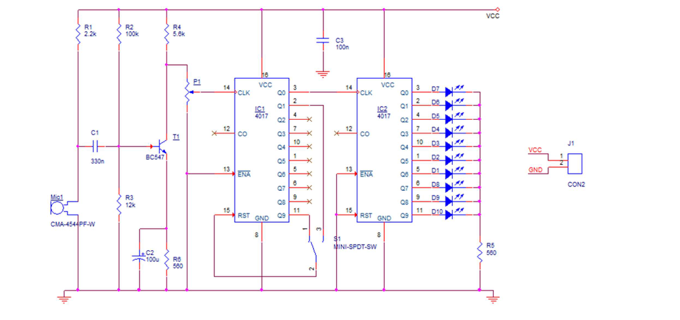 VCC
R1
2.2k
R2
100k
R4
5.6k
C3
100n
P1
16
VCC
14
CLK
IC1
4017
12
CO
13
ENA
15
RST
GND
8
Q0
3
Q1
2
Q2
4
Q3
7
Q4
10
Q5
1
Q6
5
Q7
6
Q8
9
Q9
11
16
VCC
14
CLK
IC2
4017
12
CO
13
ENA
15
RST
GND
8
Q0
3
D7
Q1
2
D6
Q2
4
D5
Q3
7
D4
Q4
10
D3
Q5
1
D2
Q6
5
D1
Q7
6
D8
Q8
9
D9
Q9
11
D10
C1
330n
T1
BC547
Mic1
CMA-4544PF-W
R3
12k
C2
100u
R6
560
1
3
2
S1
MINI-SPDT-SW
R5
560
J1
VCC
1
GND
2
CON2